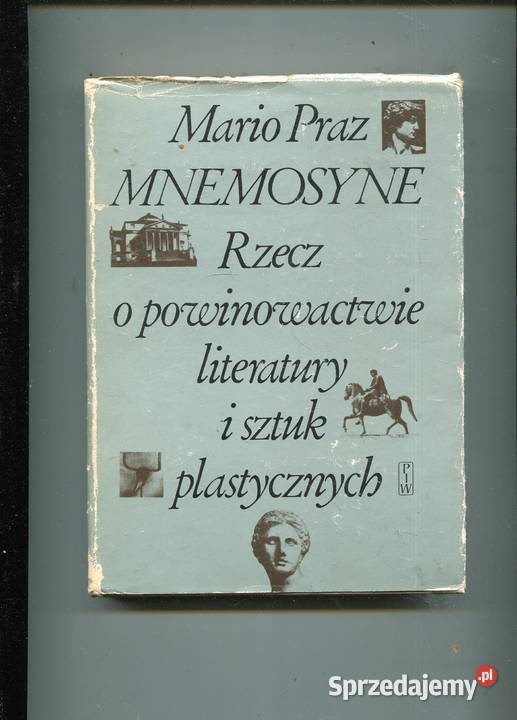 Mario Praz
MNEMOSYNE
Rzecz
o powinowactwie
literatury
i sztuk
plastycznych
PIW
Sprzedajemy.pl